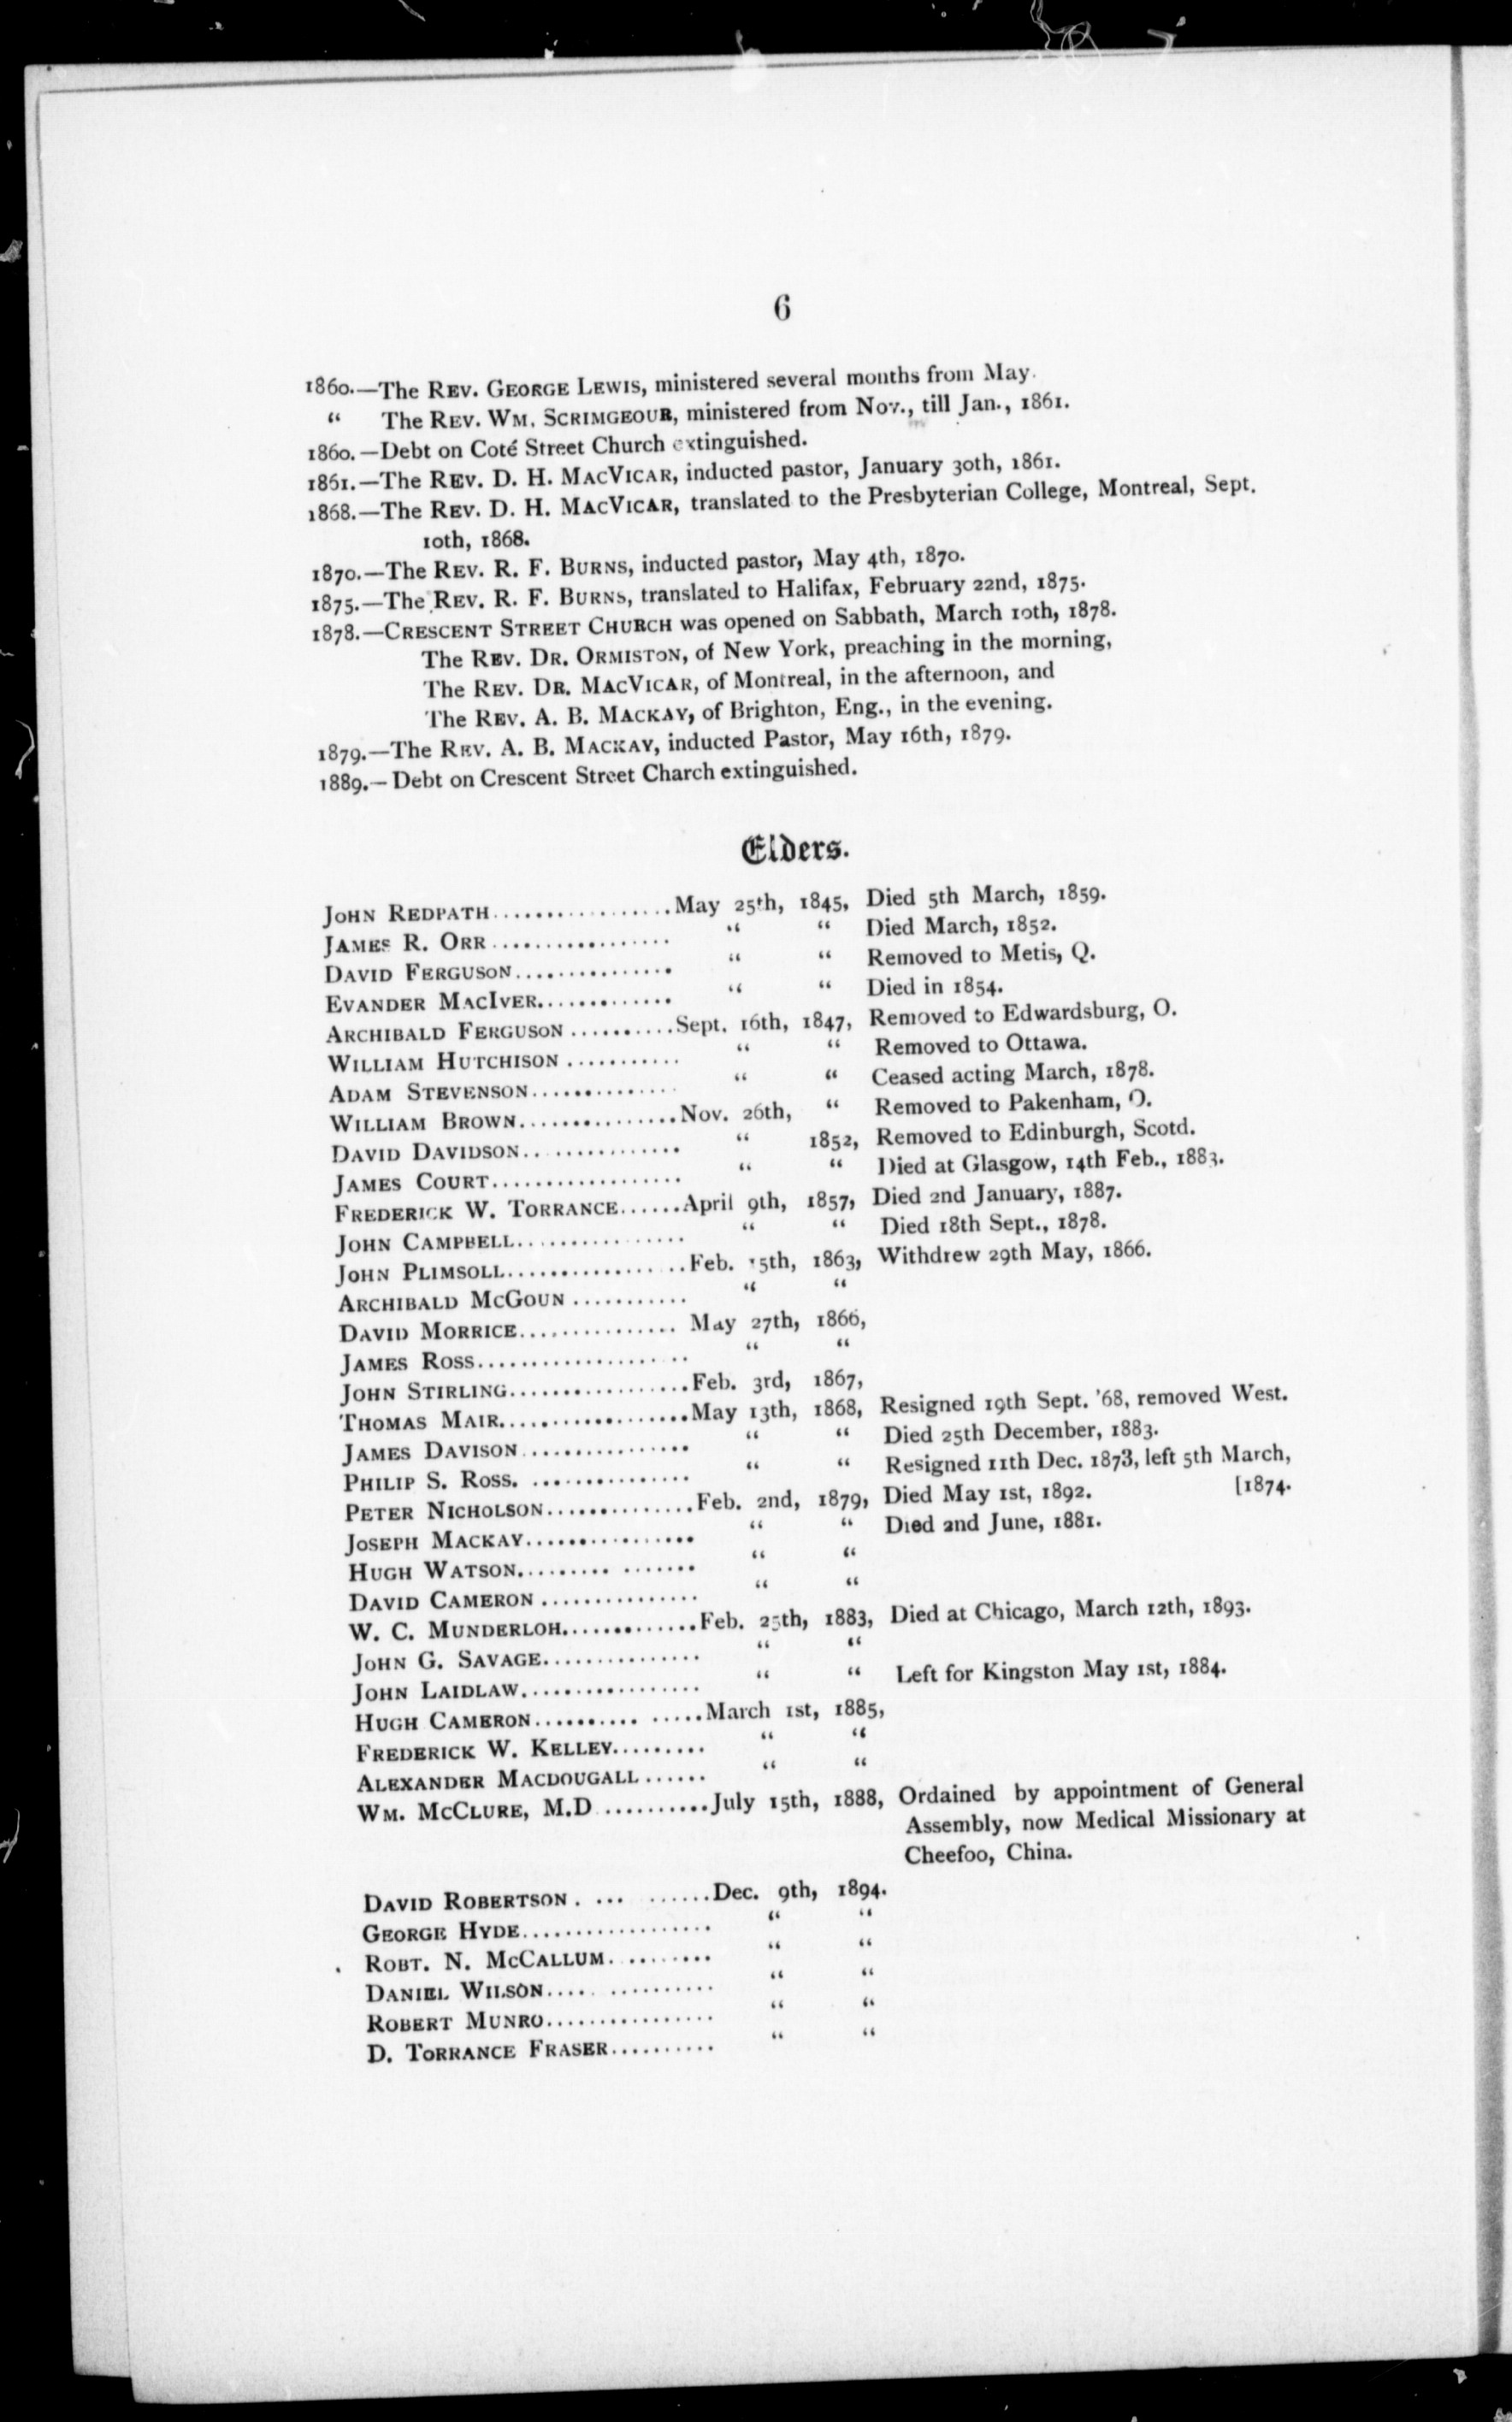 6
1860.—The Rev. George Lewis, ministered several months from May.
“ The Rev. Wm. Scrimgeour, ministered from Nov., till Jan., 1861.
1860.—Debt on Coté Street Church extinguished.
1861.—The Rev. D. H. MacVicar, inducted pastor, January 30th, 1861.
1868.—The Rev. D. H. MacVicar, translated to the Presbyterian College, Montreal, Sept.
10th, 1868.
1870.—The Rev. R. F. Burns, inducted pastor, May 4th, 1870.
1875.—The Rev. R. F. Burns, translated to Halifax, February 22nd, 1875.
1878.—Crescent Street Church was opened on Sabbath, March 10th, 1878.
The Rev. Dr. Ormiston, of New York, preaching in the morning,
The Rev. Dr. MacVicar, of Montreal, in the afternoon, and
The Rev. A. B. Mackay, of Brighton, Eng., in the evening.
1879.—The Rev. A. B. Mackay, inducted Pastor, May 16th, 1879.
1889.—Debt on Crescent Street Charch extinguished.
Elders.
John Redpath.................May 25th, 1845, Died 5th March, 1859.
James R. Orr................. “ “ Died March, 1852.
David Ferguson............... “ “ Removed to Metis, Q.
Evander MacIver............. “ “ Died in 1854.
Archibald Ferguson..........Sept. 16th, 1847, Removed to Edwardsburg, O.
William Hutchison........... “ “ Removed to Ottawa.
Adam Stevenson.............. “ “ Ceased acting March, 1878.
William Brown...............Nov. 26th, “ Removed to Pakenham, O.
David Davidson............... “ 1852, Removed to Edinburgh, Scotd.
James Court.................. “ “ Died at Glasgow, 14th Feb., 1883.
Frederick W. Torrance......April 9th, 1857, Died 2nd January, 1887.
John Campbell................ “ “ Died 18th Sept., 1878.
John Plimsoll.................Feb. 15th, 1863, Withdrew 29th May, 1866.
Archibald McGoun........... “ “
David Morrice............... May 27th, 1866,
James Ross.................... “ “
John Stirling.................Feb. 3rd, 1867,
Thomas Mair..................May 13th, 1868, Resigned 19th Sept. ’68, removed West.
James Davison................ “ “ Died 25th December, 1883.
Philip S. Ross. ............... “ “ Resigned 11th Dec. 1873, left 5th March,
Peter Nicholson..............Feb. 2nd, 1879, Died May 1st, 1892. [1874.
Joseph Mackay................ “ “ Died 2nd June, 1881.
Hugh Watson......... ....... “ “
David Cameron............... “ “
W. C. Munderloh.............Feb. 25th, 1883, Died at Chicago, March 12th, 1893.
John G. Savage............... “ “
John Laidlaw................. “ “ Left for Kingston May 1st, 1884.
Hugh Cameron.......... .....March 1st, 1885,
Frederick W. Kelley......... “ “
Alexander Macdougall...... “ “
Wm. McClure, M.D..........July 15th, 1888, Ordained by appointment of General
Assembly, now Medical Missionary at
Cheefoo, China.
David Robertson. ... ......Dec. 9th, 1894.
George Hyde.................. “ “
Robt. N. McCallum.......... “ “
Daniel Wilson.... .......... “ “
Robert Munro................ “ “
D. Torrance Fraser.......... “ “